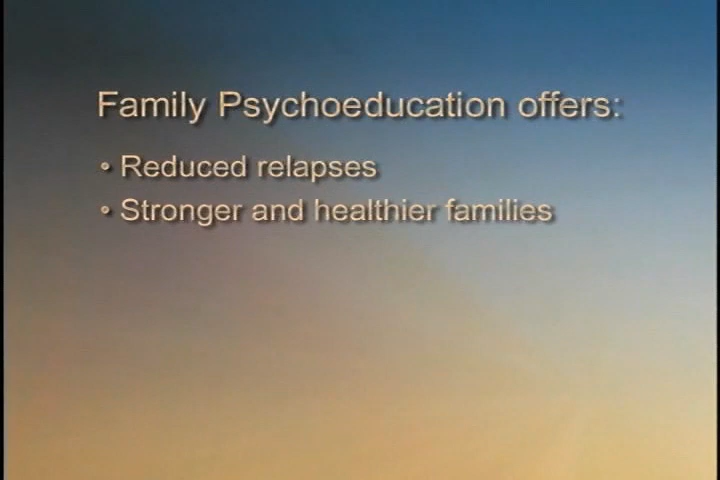 Family Psychoeducation offers:
• Reduced relapses
• Stronger and healthier families